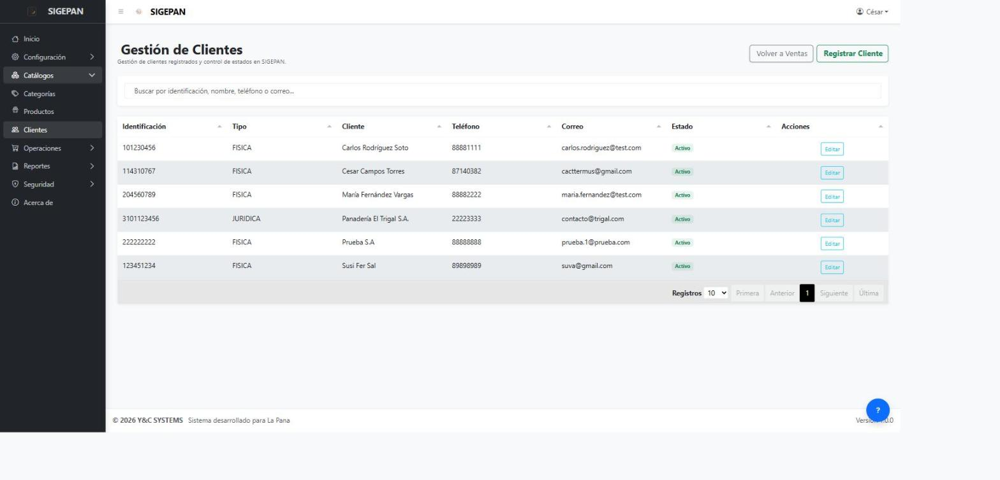 SIGEPAN
SIGEPAN
César
Inicio
Configuración
Catálogos
Categorías
Productos
Clientes
Operaciones
Reportes
Seguridad
Acerca de
Gestión de Clientes
Gestión de clientes registrados y control de estados en SIGEPAN.
Volver a Ventas
Registrar Cliente
Buscar por identificación, nombre, teléfono o correo...
Identificación Tipo Cliente Teléfono Correo Estado Acciones
101230456 FISICA Carlos Rodríguez Soto 88881111 carlos.rodriguez@test.com Activo Editar
114310767 FISICA Cesar Campos Torres 87140382 cacttermus@gmail.com Activo Editar
204560789 FISICA María Fernández Vargas 88882222 maria.fernandez@test.com Activo Editar
3101123456 JURIDICA Panadería El Trigal S.A. 22223333 contacto@trigal.com Activo Editar
222222222 FISICA Prueba S.A 88888888 prueba.1@prueba.com Activo Editar
123451234 FISICA Susi Fer Sal 89898989 suva@gmail.com Activo Editar
Registros 10 Primera Anterior 1 Siguiente Última
© 2026 Y&C SYSTEMS Sistema desarrollado para La Pana
?